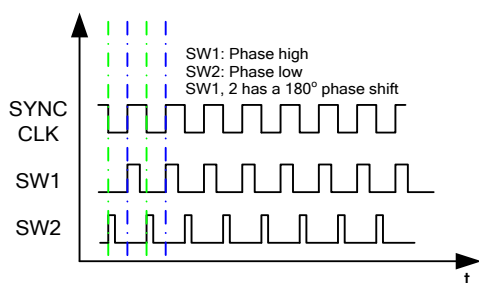 SW1: Phase high
SW2: Phase low
SW1, 2 has a 180° phase shift
SYNC
CLK
SW1
SW2
t